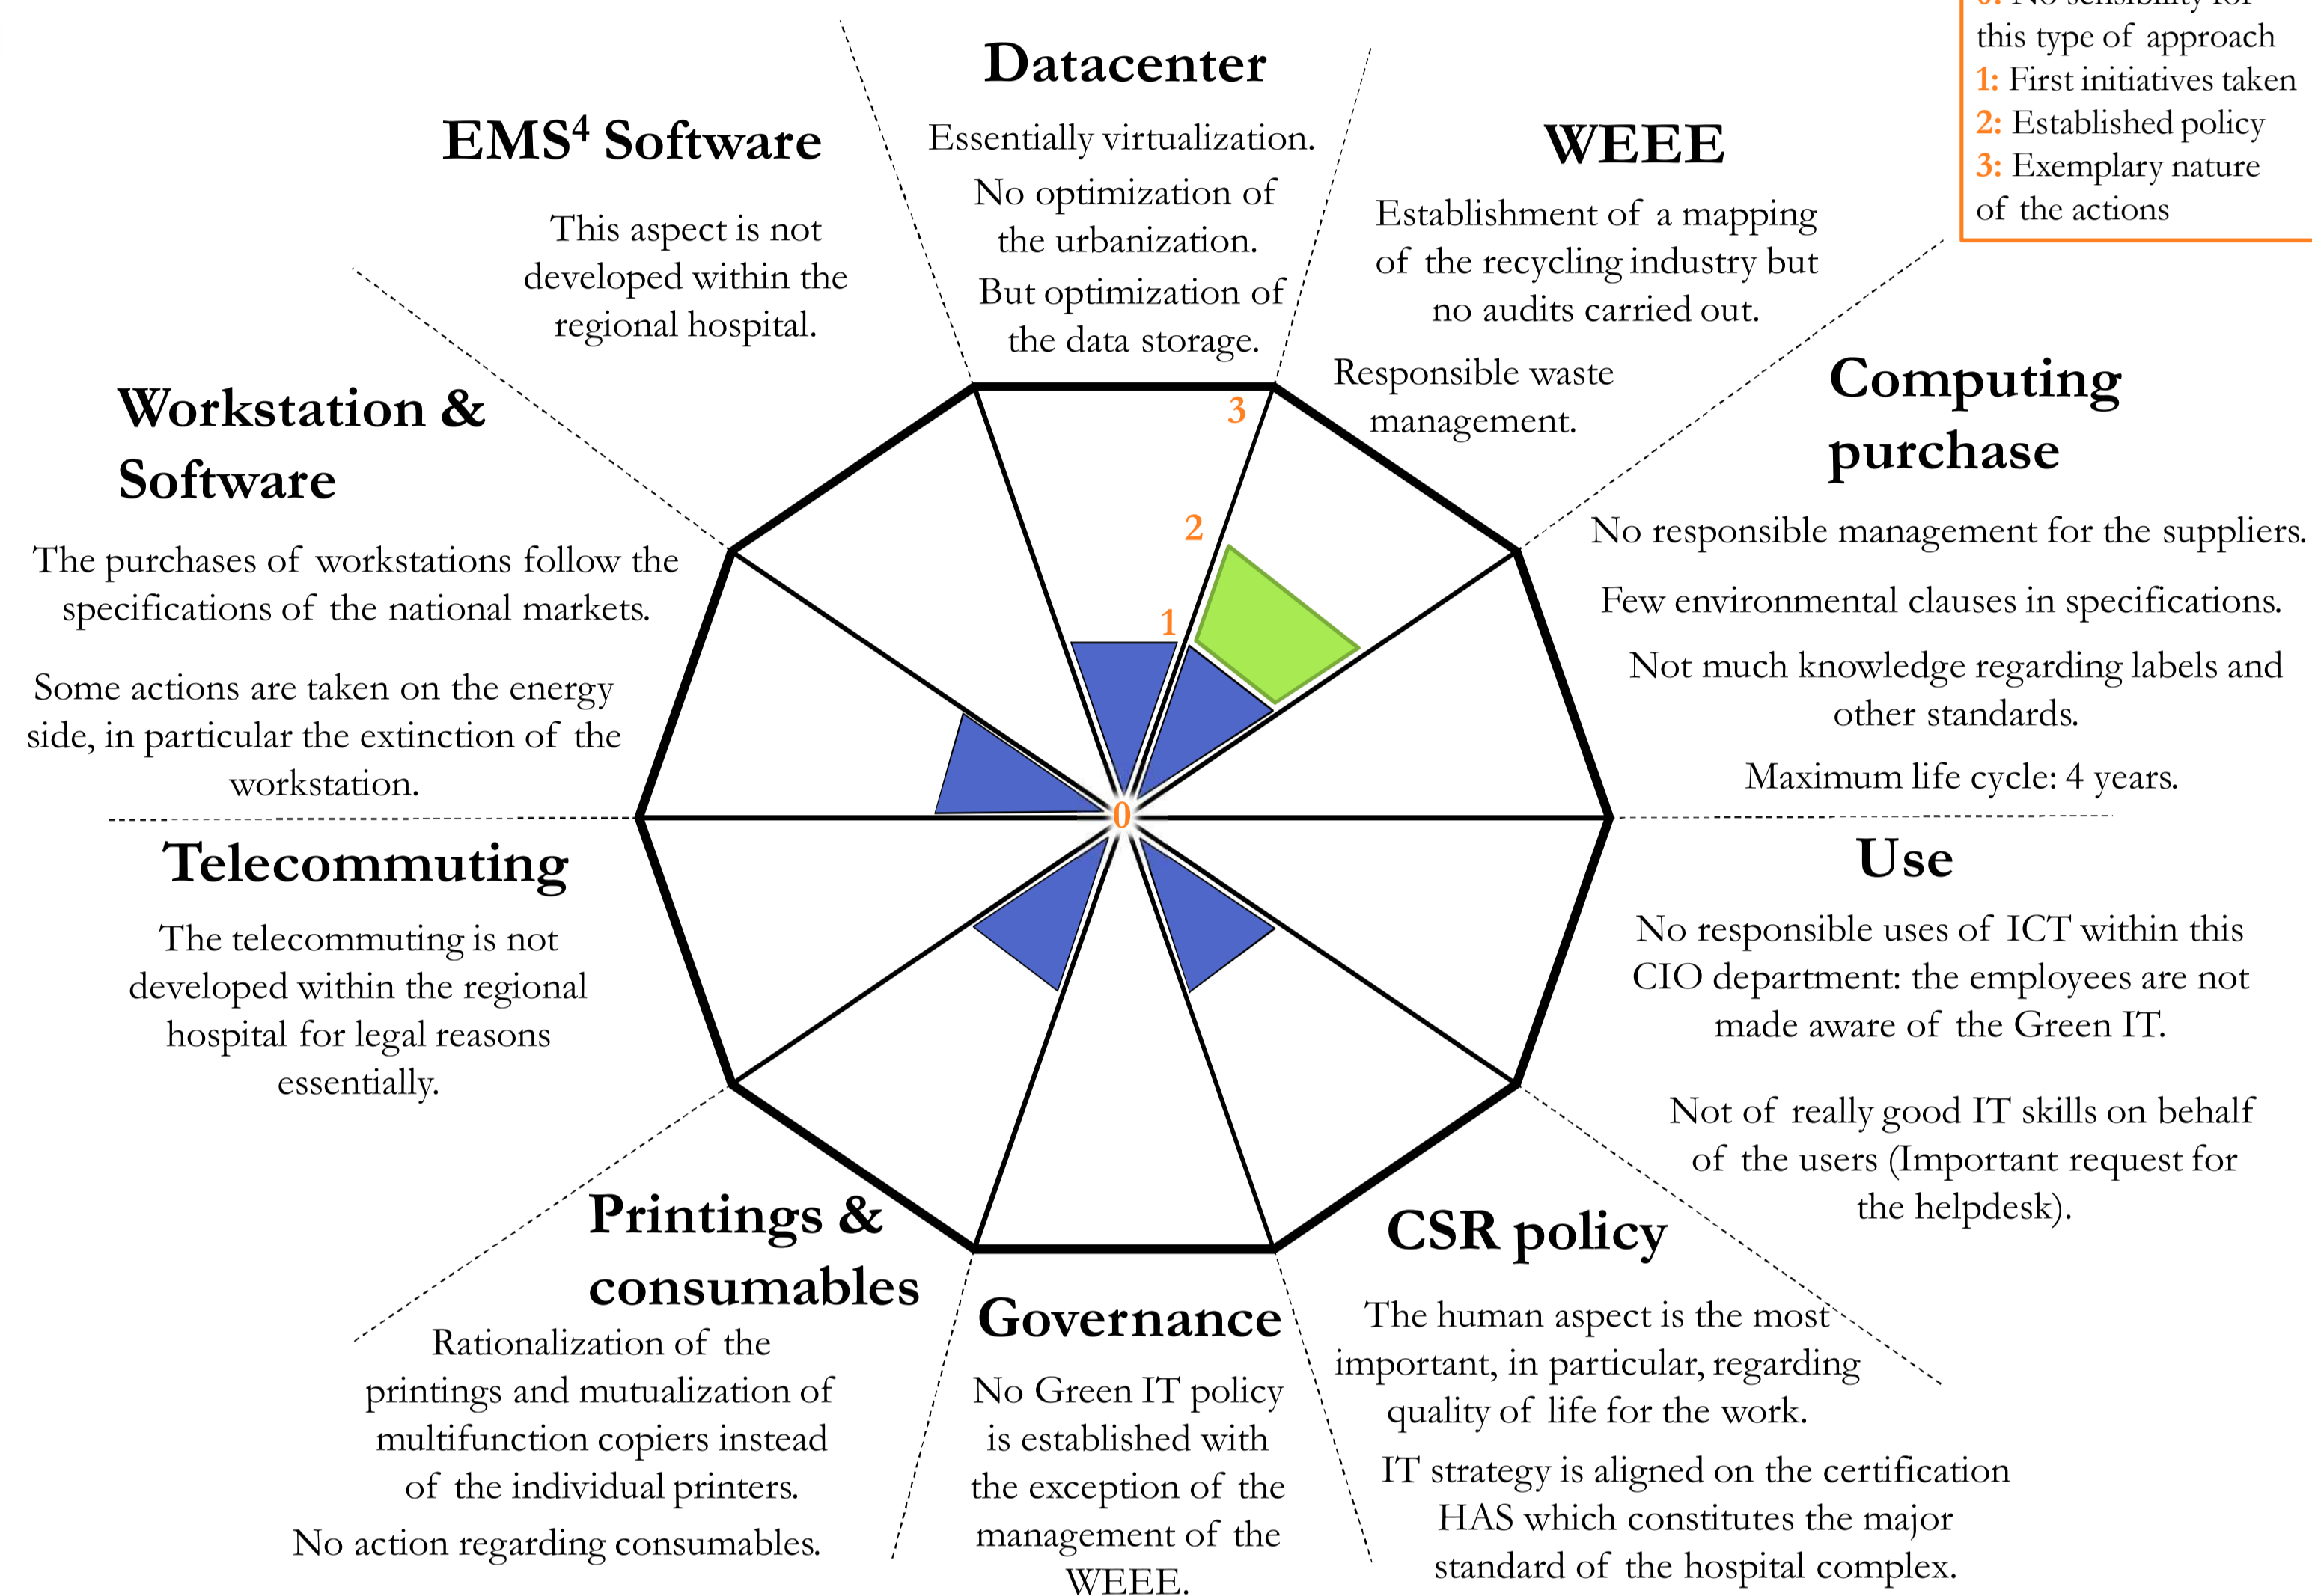 Datacenter
Essentially virtualization.
No optimization of
the urbanization.
But optimization of
the data storage.
0: No sensibility for
this type of approach
1: First initiatives taken
2: Established policy
3: Exemplary nature
of the actions
EMS⁴ Software
This aspect is not
developed within the
regional hospital.
WEEE
Establishment of a mapping
of the recycling industry but
no audits carried out.
Responsible waste
management.
Workstation &
Software
The purchases of workstations follow the
specifications of the national markets.
Some actions are taken on the energy
side, in particular the extinction of the
workstation.
Computing
purchase
No responsible management for the suppliers.
Few environmental clauses in specifications.
Not much knowledge regarding labels and
other standards.
Maximum life cycle: 4 years.
3
2
1
0
Telecommuting
The telecommuting is not
developed within the regional
hospital for legal reasons
essentially.
Use
No responsible uses of ICT within this
CIO department: the employees are not
made aware of the Green IT.
Not of really good IT skills on behalf
of the users (Important request for
the helpdesk).
Printings &
consumables
Rationalization of the
printings and mutualization of
multifunction copiers instead
of the individual printers.
No action regarding consumables.
Governance
No Green IT policy
is established with
the exception of the
management of the
WEEE.
CSR policy
The human aspect is the most
important, in particular, regarding
quality of life for the work.
IT strategy is aligned on the certification
HAS which constitutes the major
standard of the hospital complex.